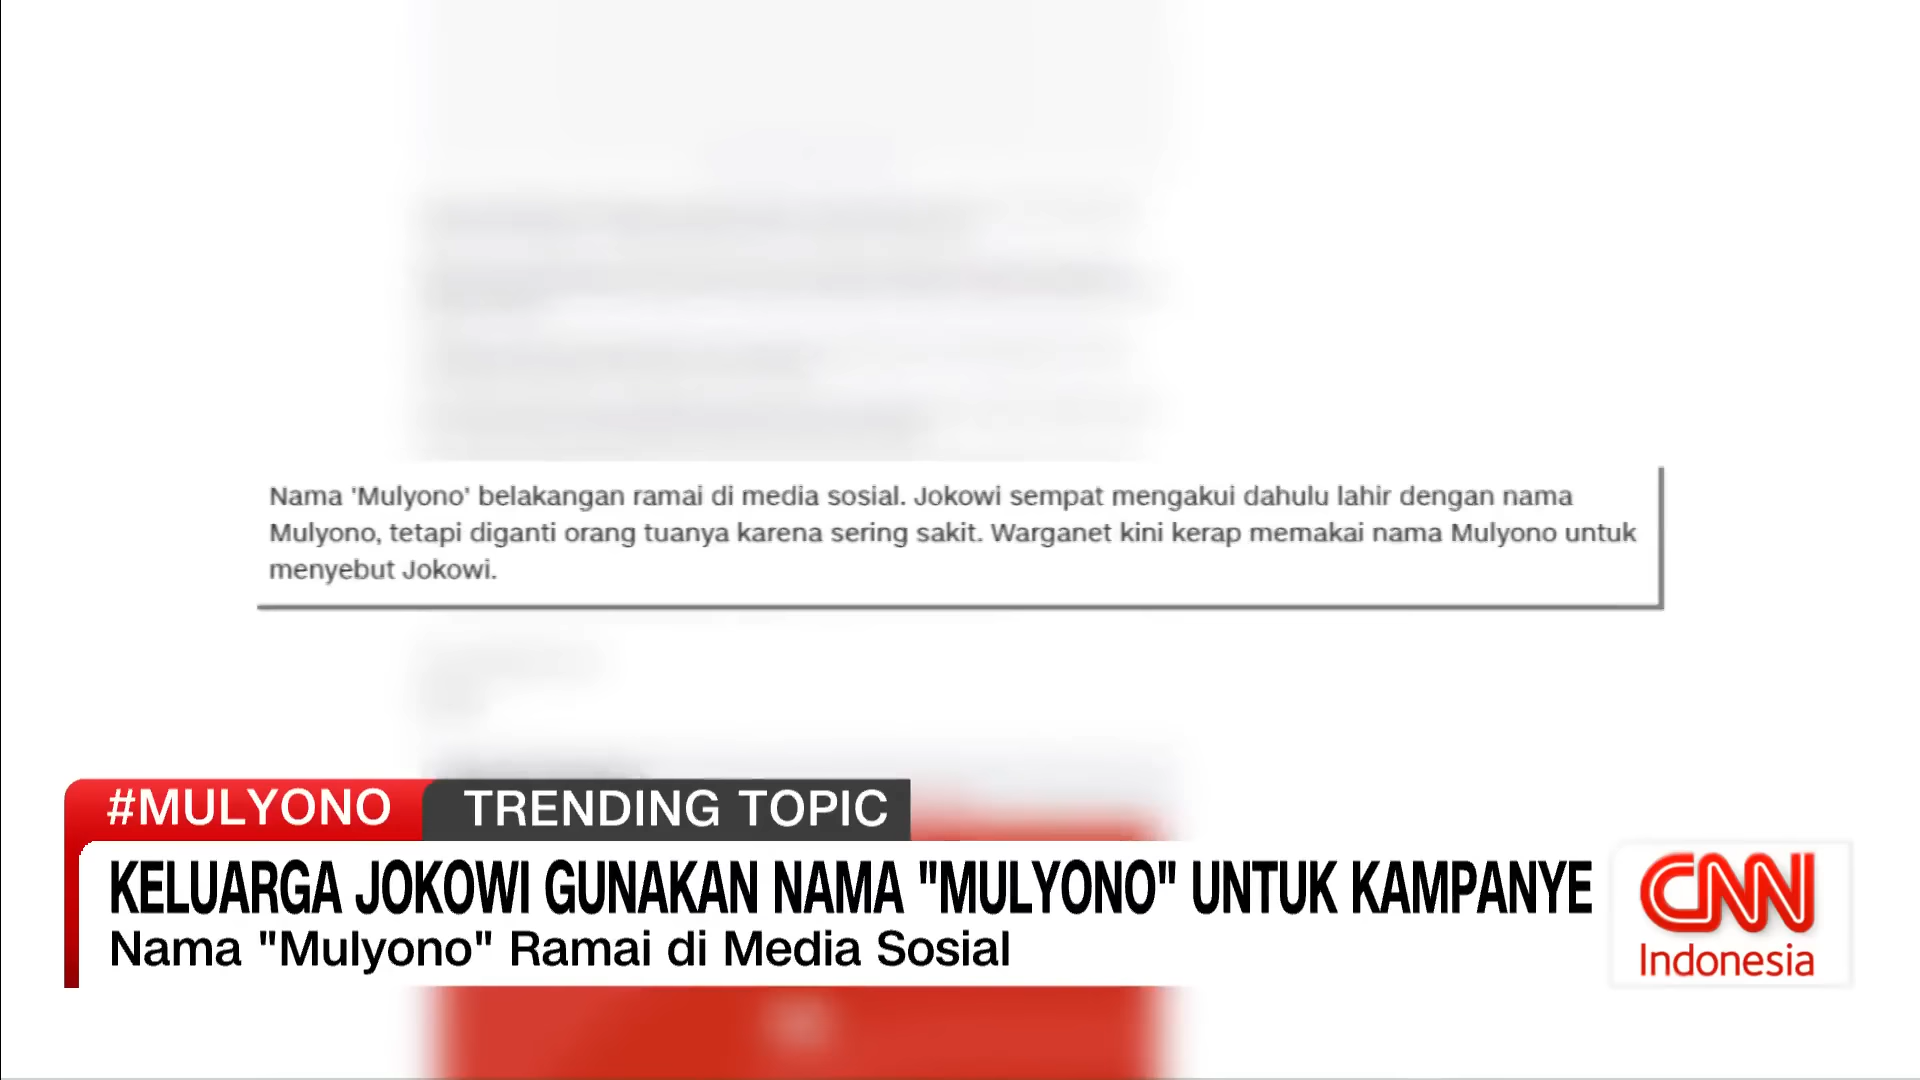 Nama 'Mulyono' belakangan ramai di media sosial. Jokowi sempat mengakui dahulu lahir dengan nama
Mulyono, tetapi diganti orang tuanya karena sering sakit. Warganet kini kerap memakai nama Mulyono untuk
menyebut Jokowi.
#MULYONO
TRENDING TOPIC
KELUARGA JOKOWI GUNAKAN NAMA "MULYONO" UNTUK KAMPANYE
Nama "Mulyono" Ramai di Media Sosial
CNN
Indonesia